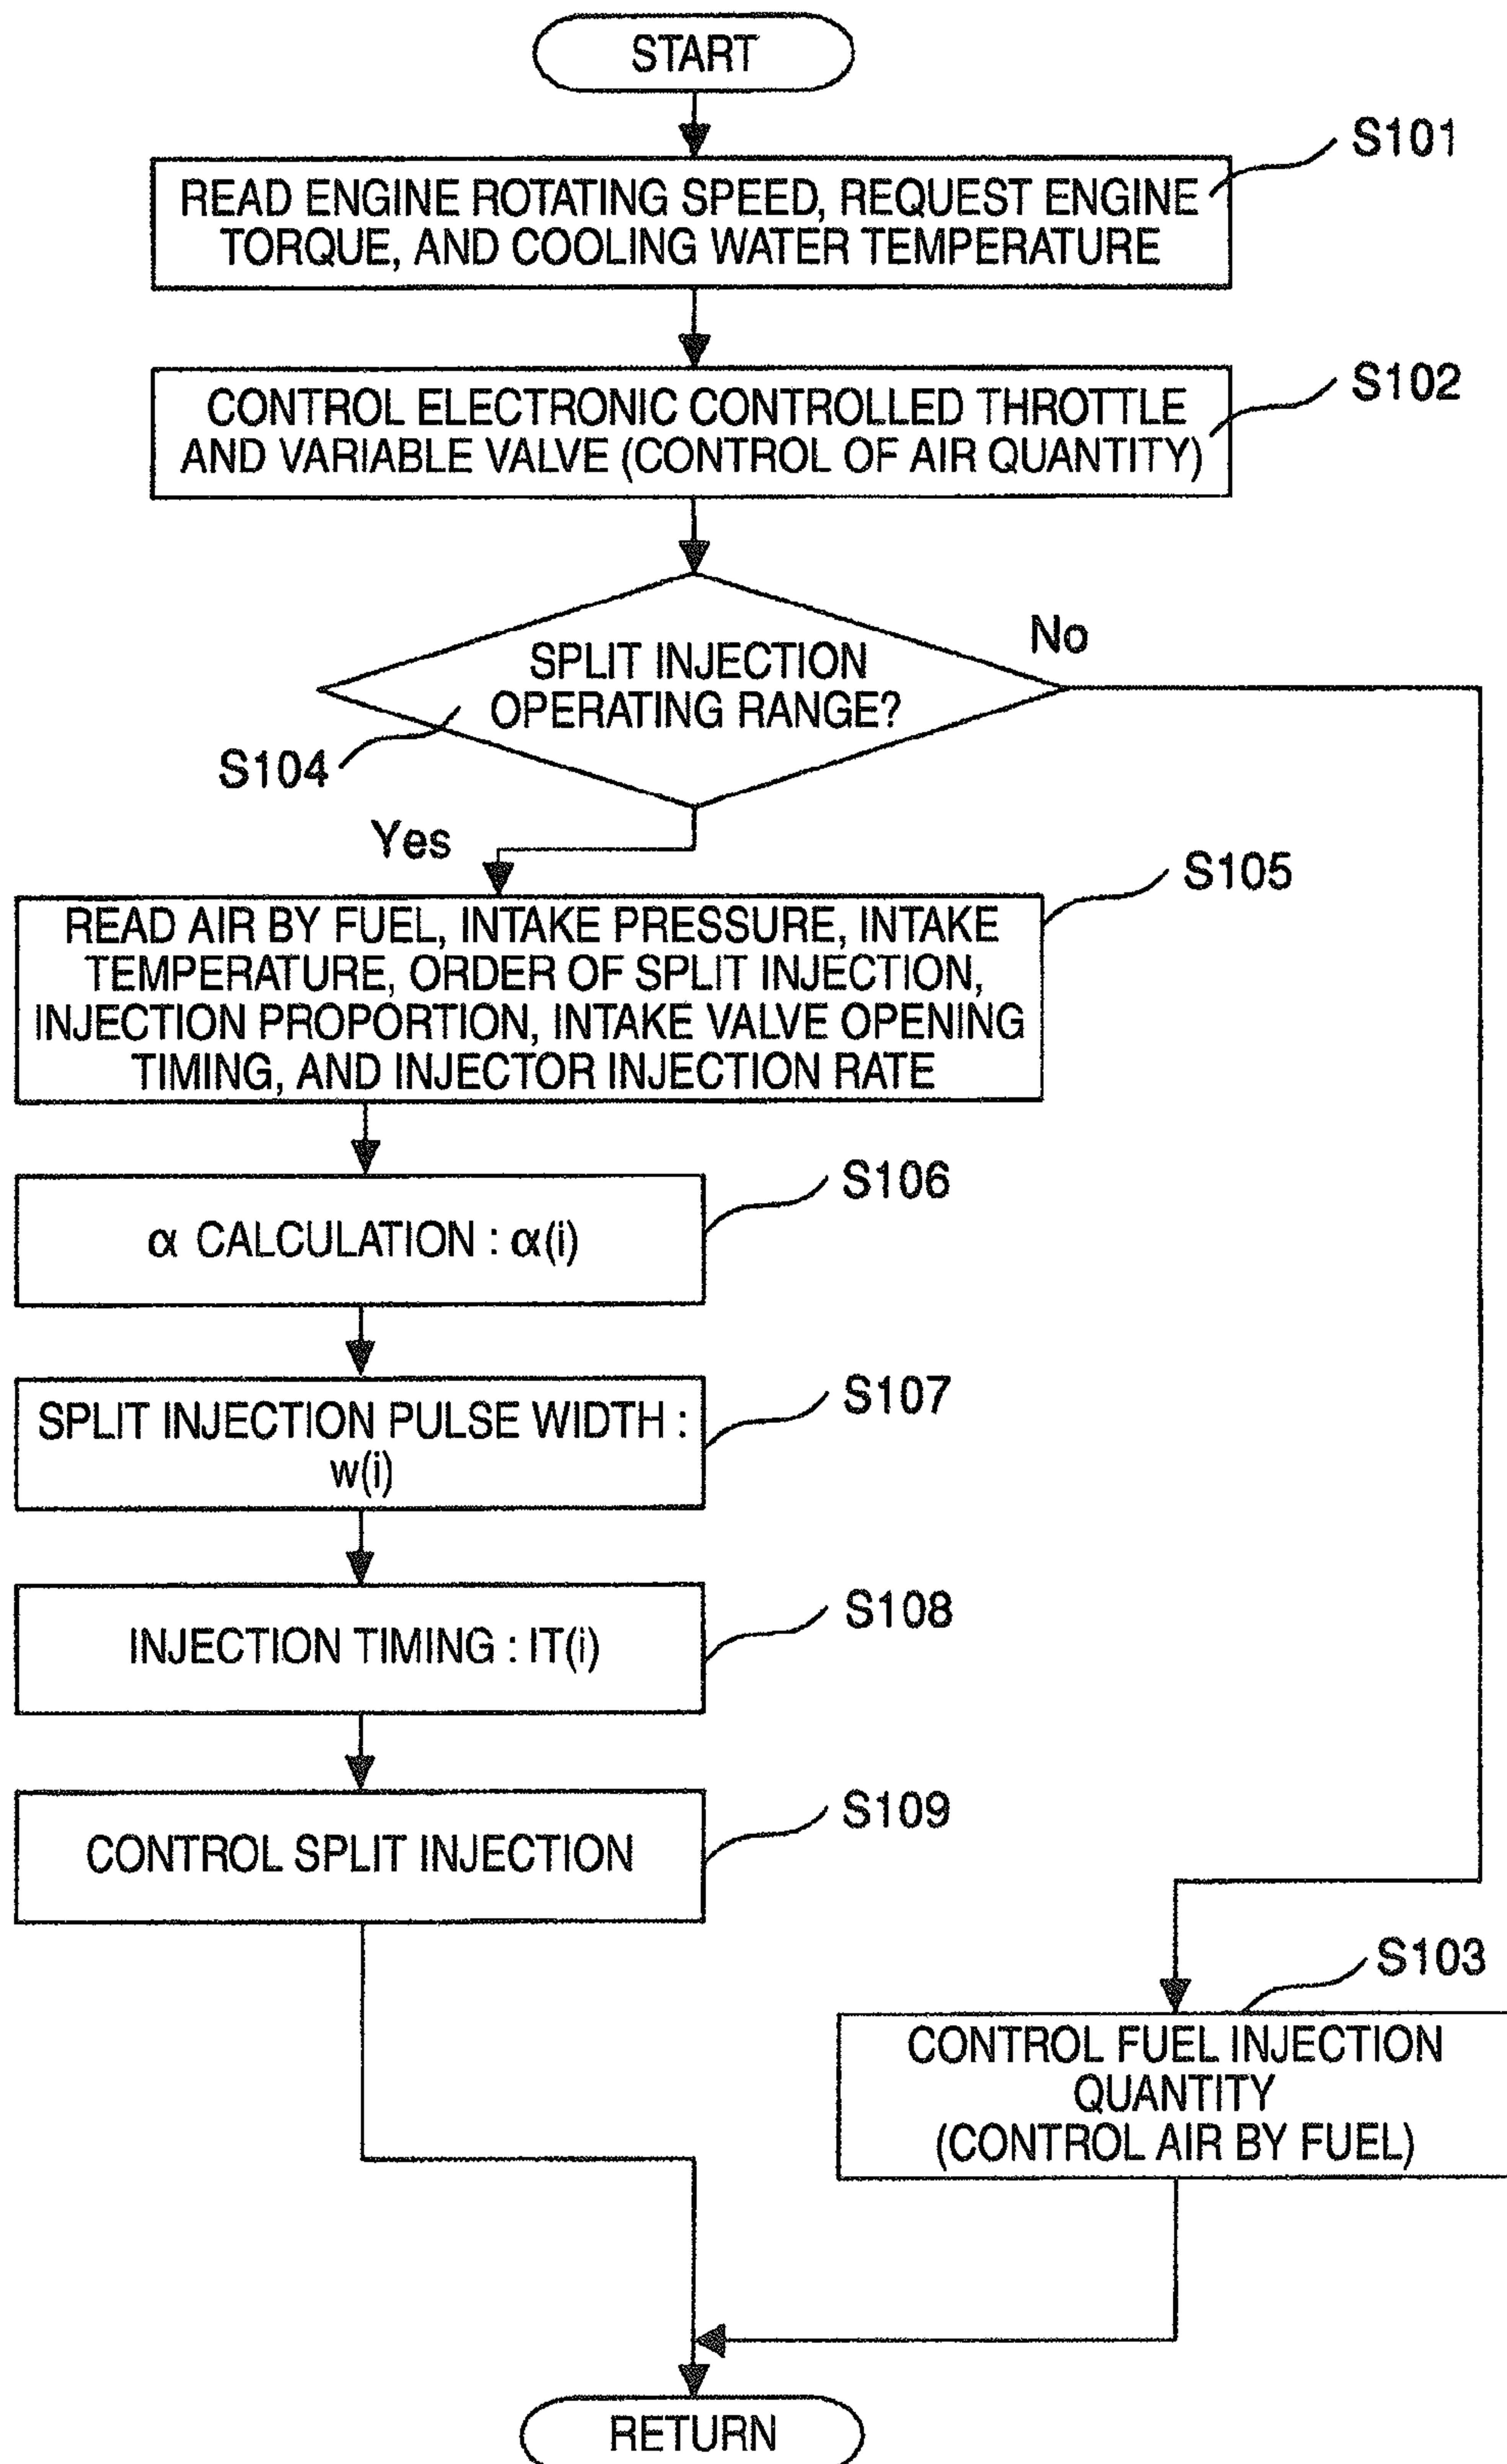 START
S101
READ ENGINE ROTATING SPEED, REQUEST ENGINE
TORQUE, AND COOLING WATER TEMPERATURE
S102
CONTROL ELECTRONIC CONTROLLED THROTTLE
AND VARIABLE VALVE (CONTROL OF AIR QUANTITY)
No
SPLIT INJECTION
OPERATING RANGE?
S104
Yes
S105
READ AIR BY FUEL, INTAKE PRESSURE, INTAKE
TEMPERATURE, ORDER OF SPLIT INJECTION,
INJECTION PROPORTION, INTAKE VALVE OPENING
TIMING, AND INJECTOR INJECTION RATE
S106
α CALCULATION : α(i)
S107
SPLIT INJECTION PULSE WIDTH :
w(i)
S108
INJECTION TIMING : IT(i)
S109
CONTROL SPLIT INJECTION
S103
CONTROL FUEL INJECTION
QUANTITY
(CONTROL AIR BY FUEL)
RETURN